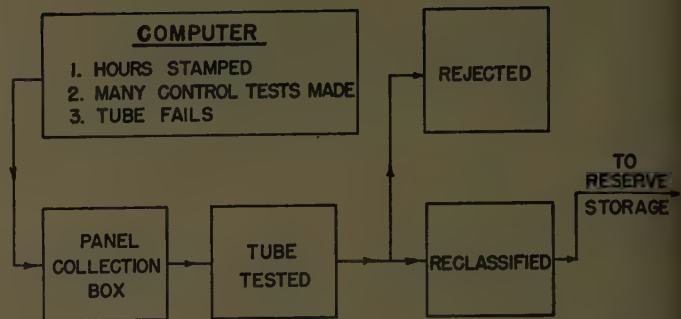 COMPUTER
1. HOURS STAMPED
2. MANY CONTROL TESTS MADE
3. TUBE FAILS
REJECTED
TO
RESERVE
STORAGE
PANEL
COLLECTION
BOX
TUBE
TESTED
RECLASSIFIED